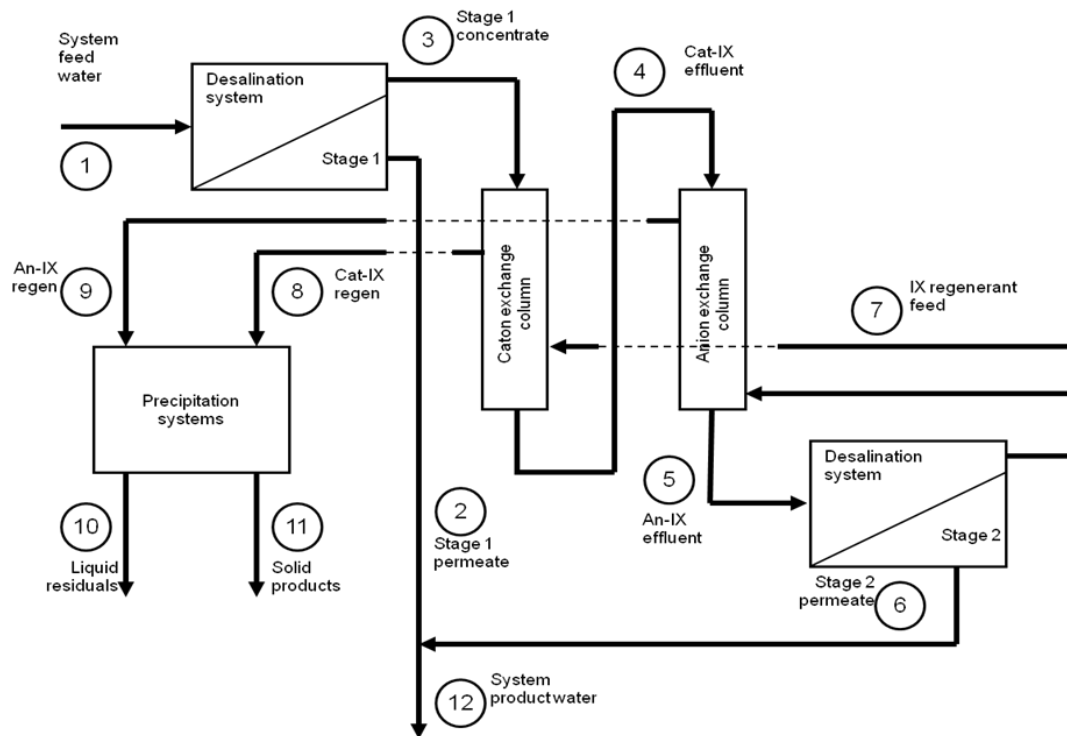 System
feed
water
1
Desalination
system
Stage 1
3
Stage 1
concentrate
4
Cat-IX
effluent
An-IX
regen
9
8
Cat-IX
regen
Caton exchange
column
Anion exchange
column
7
IX regenerant
feed
Precipitation
systems
10
Liquid
residuals
11
Solid
products
2
Stage 1
permeate
5
An-IX
effluent
Desalination
system
Stage 2
Stage 2
permeate
6
12
System
product water